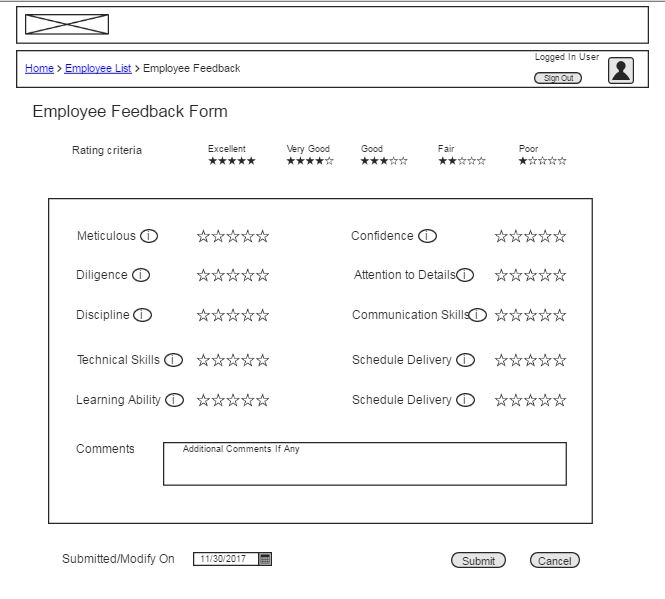 Logged In User
Home > Employee List > Employee Feedback
Sign Out
Employee Feedback Form
Rating criteria
Excellent
Very Good
Good
Fair
Poor
★★★★★
★★★★☆
★★★☆☆
★★☆☆☆
★☆☆☆☆
Meticulous i ☆☆☆☆☆
Confidence i ☆☆☆☆☆
Diligence i ☆☆☆☆☆
Attention to Details i ☆☆☆☆☆
Discipline i ☆☆☆☆☆
Communication Skills i ☆☆☆☆☆
Technical Skills i ☆☆☆☆☆
Schedule Delivery i ☆☆☆☆☆
Learning Ability i ☆☆☆☆☆
Schedule Delivery i ☆☆☆☆☆
Comments
Additional Comments If Any
Submitted/Modify On
11/30/2017
Submit
Cancel